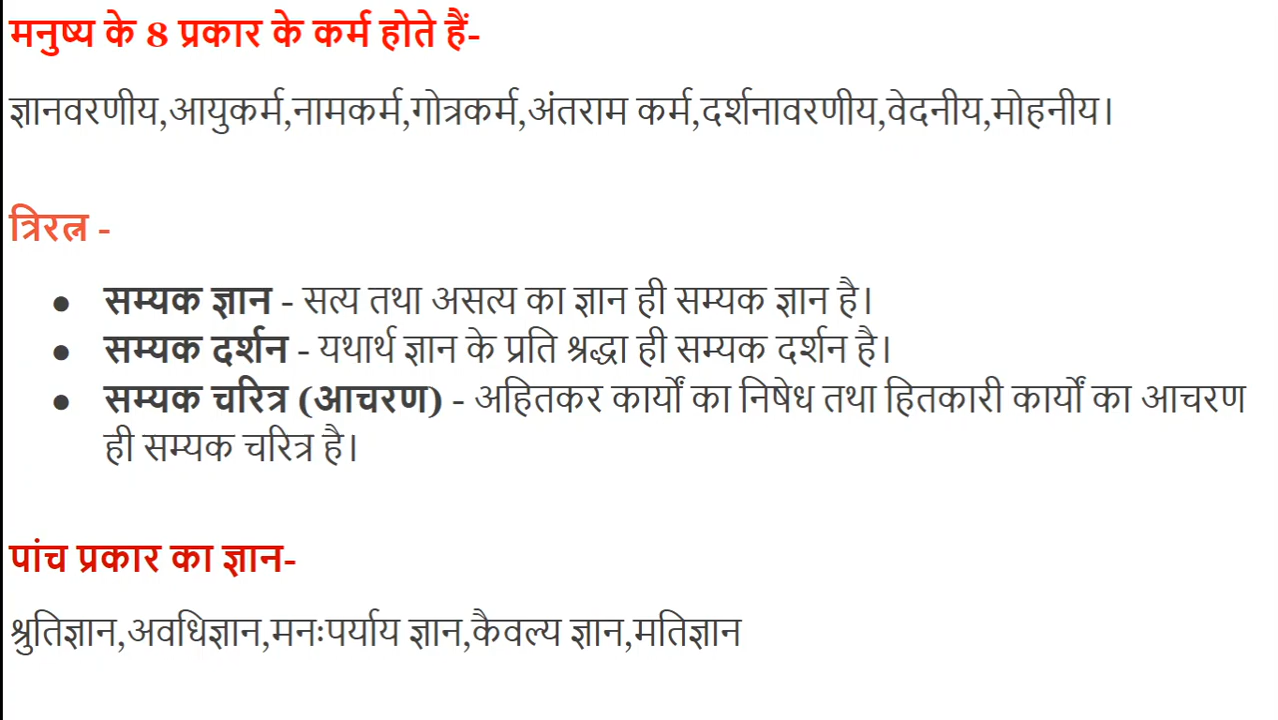 मनुष्य के 8 प्रकार के कर्म होते हैं-
ज्ञानवरणीय,आयुकर्म,नामकर्म,गोत्रकर्म,अंतराम कर्म,दर्शनावरणीय,वेदनीय,मोहनीय।
त्रिरत्न -
● सम्यक ज्ञान - सत्य तथा असत्य का ज्ञान ही सम्यक ज्ञान है।
● सम्यक दर्शन - यथार्थ ज्ञान के प्रति श्रद्धा ही सम्यक दर्शन है।
● सम्यक चरित्र (आचरण) - अहितकर कार्यों का निषेध तथा हितकारी कार्यों का आचरण
ही सम्यक चरित्र है।
पांच प्रकार का ज्ञान-
श्रुतिज्ञान,अवधिज्ञान,मनःपर्याय ज्ञान,कैवल्य ज्ञान,मतिज्ञान